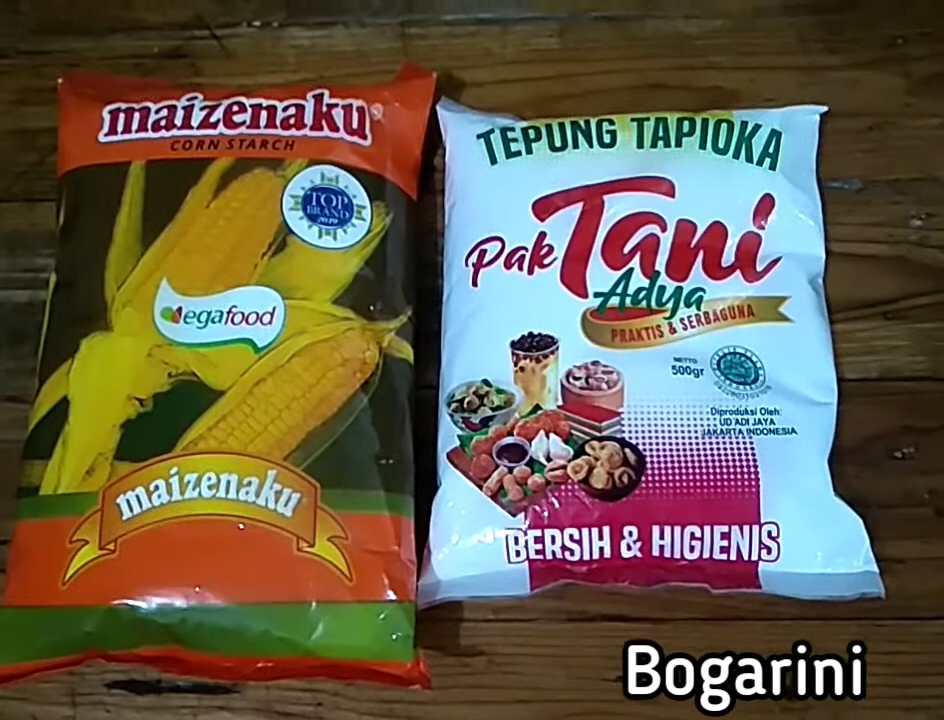 maizenaku
CORN STARCH
TOP
BRAND
2019
egafood
maizenaku
TEPUNG TAPIOKA
Pak Tani
Adya
PRAKTIS & SERBAGUNA
NETTO
500gr
Diproduksi Oleh:
UD ADI JAYA
JAKARTA INDONESIA
BERSIH & HIGIENIS
Bogarini